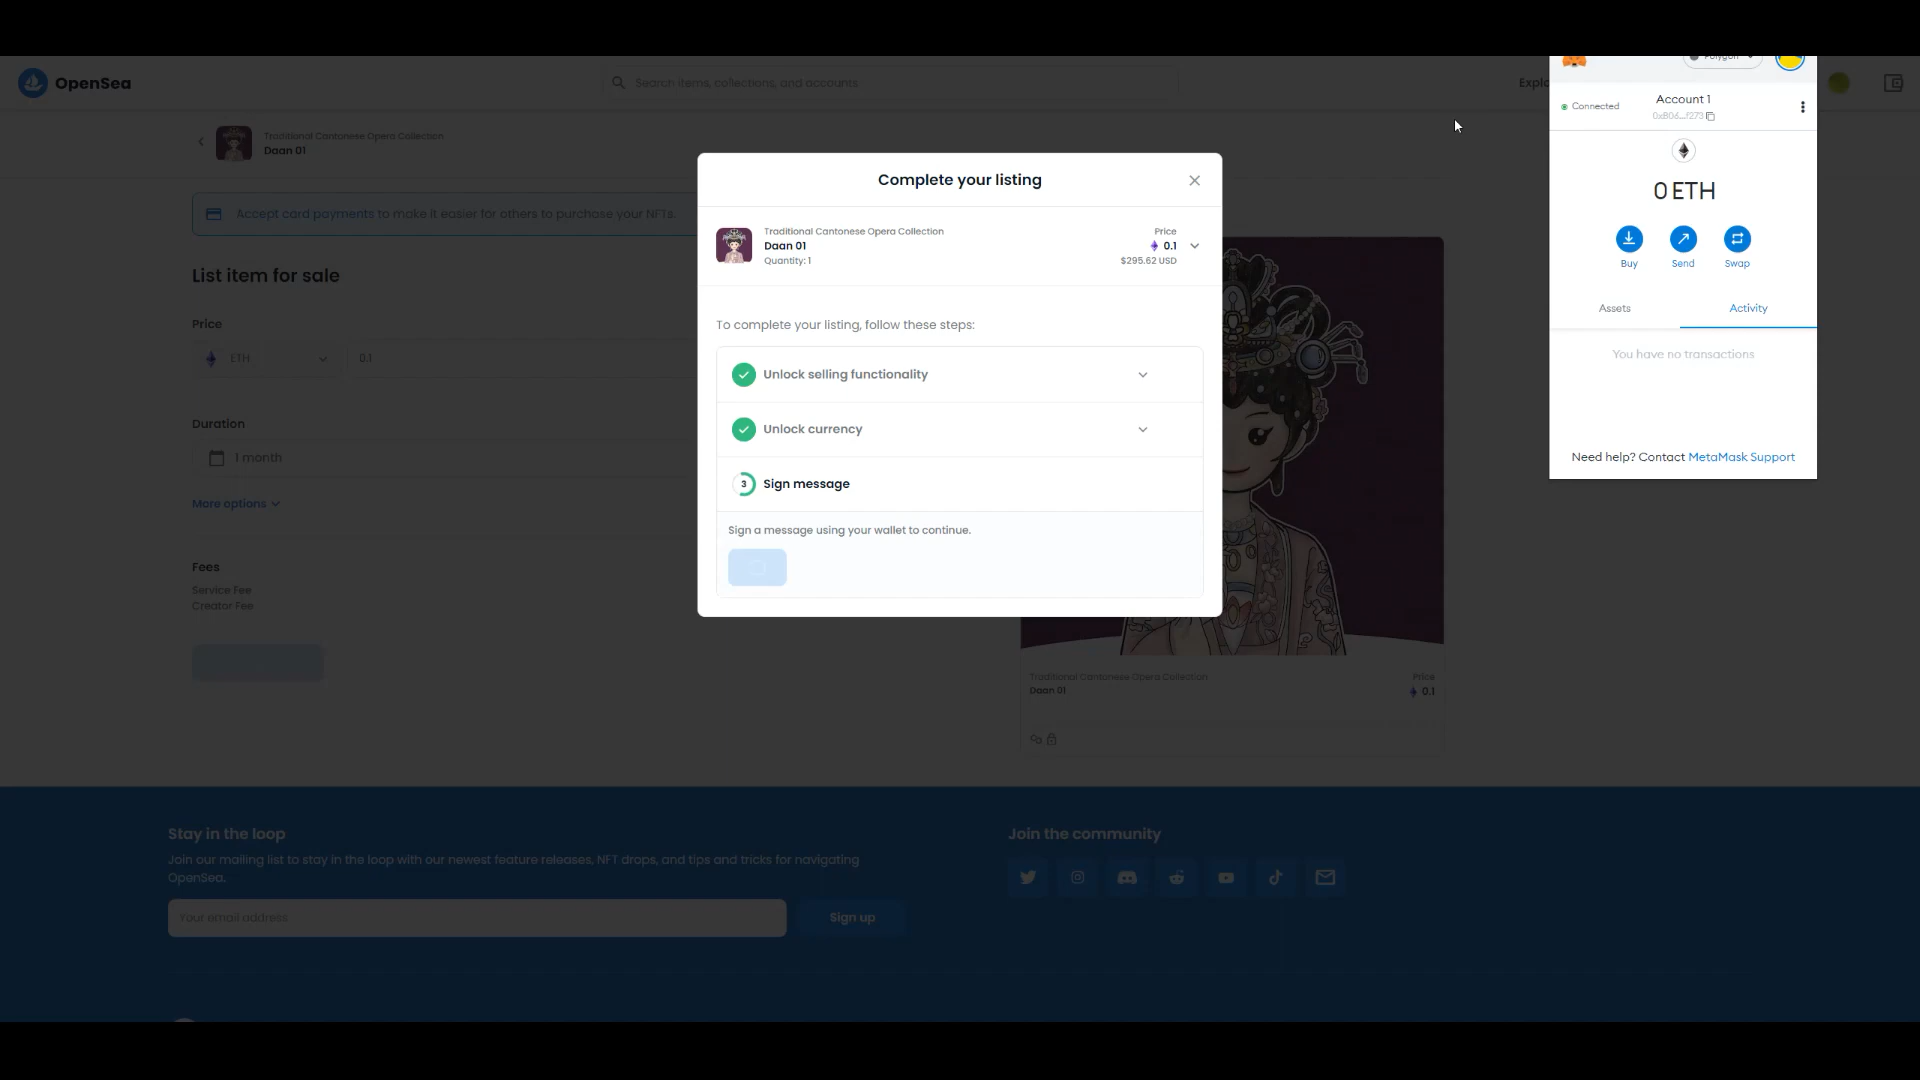 OpenSea
Search items, collections, and accounts
Polygon
Connected
Account 1
0xB06...f273
0 ETH
Buy
Send
Swap
Assets
Activity
You have no transactions
Need help? Contact MetaMask Support
Traditional Cantonese Opera Collection
Daan 01
Accept card payments to make it easier for others to purchase your NFTs.
List item for sale
Price
ETH
0.1
Duration
1 month
More options
Fees
Service Fee
Creator Fee
Complete your listing
Traditional Cantonese Opera Collection
Daan 01
Quantity: 1
Price
0.1
$295.62 USD
To complete your listing, follow these steps:
Unlock selling functionality
Unlock currency
3
Sign message
Sign a message using your wallet to continue.
Traditional Cantonese Opera Collection
Daan 01
Price
0.1
Stay in the loop
Join our mailing list to stay in the loop with our newest feature releases, NFT drops, and tips and tricks for navigating
OpenSea.
Your email address
Sign up
Join the community